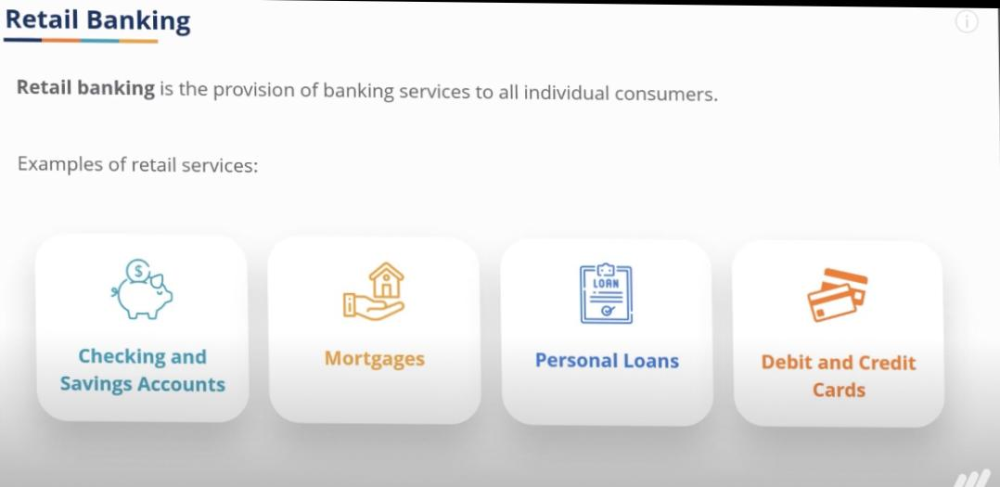 Retail Banking
Retail banking is the provision of banking services to all individual consumers.
Examples of retail services:
$
LOAN
Checking and
Savings Accounts
Mortgages
Personal Loans
Debit and Credit
Cards